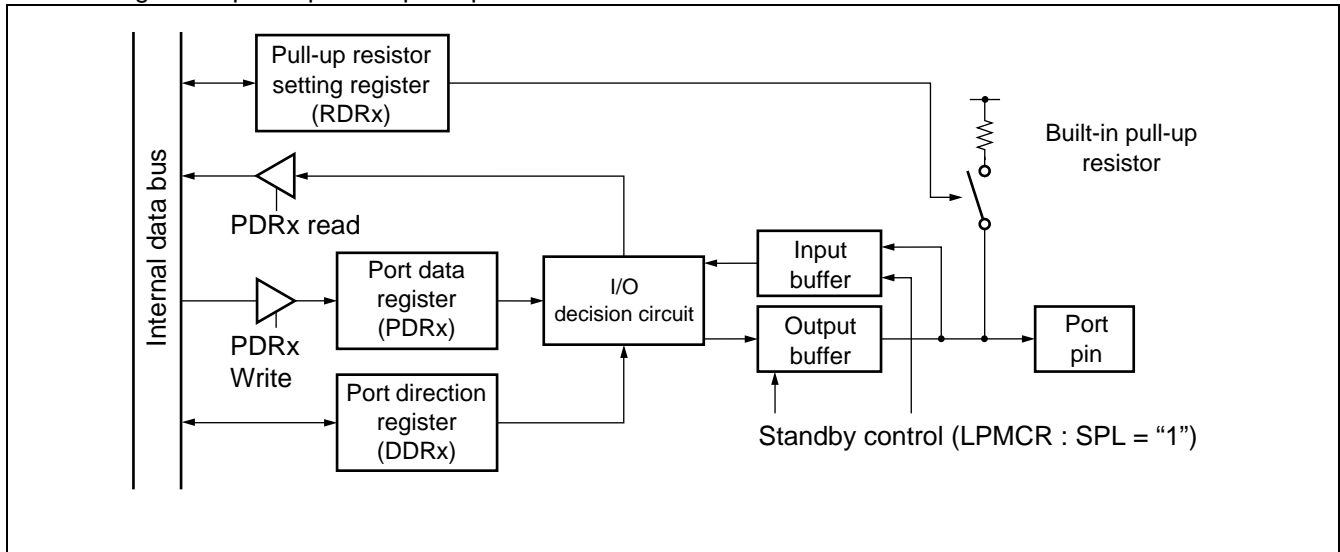 Internal data bus
Pull-up resistor
setting register
(RDRx)
Built-in pull-up
resistor
PDRx read
Port data
register
(PDRx)
PDRx
Write
I/O
decision circuit
Input
buffer
Output
buffer
Port
pin
Port direction
register
(DDRx)
Standby control (LPMCR : SPL = “1”)